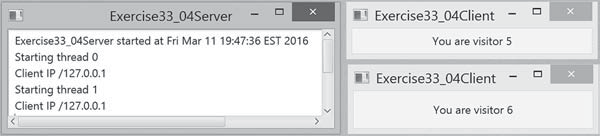 Exercise33_04Server
Exercise33_04Server started at Fri Mar 11 19:47:36 EST 2016
Starting thread 0
Client IP /127.0.0.1
Starting thread 1
Client IP /127.0.0.1
Exercise33_04Client
You are visitor 5
Exercise33_04Client
You are visitor 6